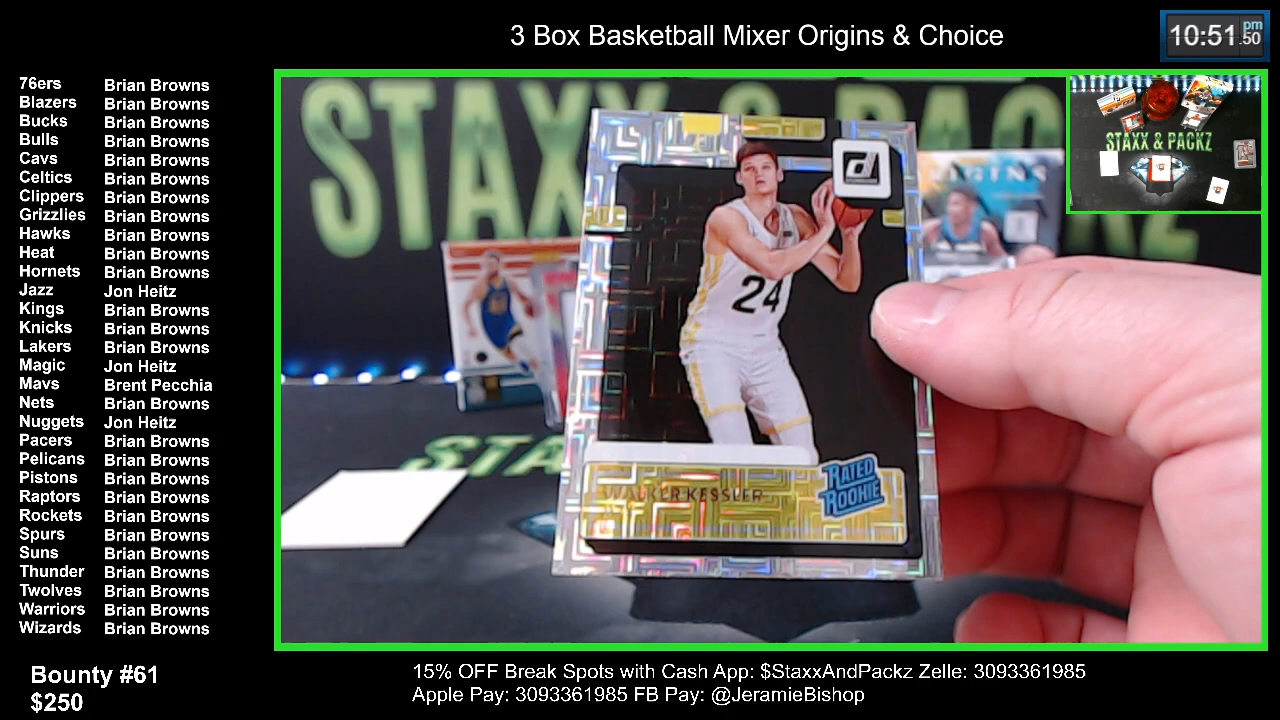 3 Box Basketball Mixer Origins & Choice
10:51 pm .50
76ers Brian Browns
Blazers Brian Browns
Bucks Brian Browns
Bulls Brian Browns
Cavs Brian Browns
Celtics Brian Browns
Clippers Brian Browns
Grizzlies Brian Browns
Hawks Brian Browns
Heat Brian Browns
Hornets Brian Browns
Jazz Jon Heitz
Kings Brian Browns
Knicks Brian Browns
Lakers Brian Browns
Magic Jon Heitz
Mavs Brent Pecchia
Nets Brian Browns
Nuggets Jon Heitz
Pacers Brian Browns
Pelicans Brian Browns
Pistons Brian Browns
Raptors Brian Browns
Rockets Brian Browns
Spurs Brian Browns
Suns Brian Browns
Thunder Brian Browns
Twolves Brian Browns
Warriors Brian Browns
Wizards Brian Browns
Bounty #61
$250
STAXX & PACKZ
ORIGINS
24
WALKER KESSLER
RATED
ROOKIE
STA
STAXX & PACKZ
15% OFF Break Spots with Cash App: $StaxxAndPackz Zelle: 3093361985
Apple Pay: 3093361985 FB Pay: @JeramieBishop